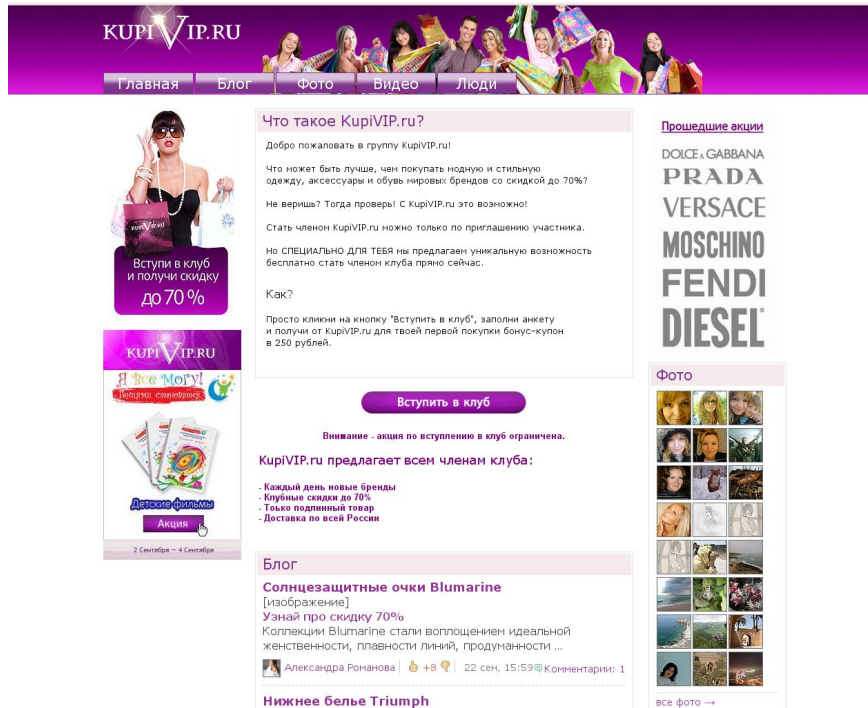 KUPIVIP.RU
Главная Блог Фото Видео Люди
KUPIVIP.RU
Вступи в клуб
и получи скидку
до 70 %
KUPIVIP.RU
Я Все Могу!
Детские фильмы
Акция
2 Сентября — 4 Сентября
Что такое KupiVIP.ru?
Добро пожаловать в группу KupiVIP.ru!
Что может быть лучше, чем покупать модную и стильную
одежду, аксессуары и обувь мировых брендов со скидкой до 70%?
Не веришь? Тогда проверь! С KupiVIP.ru это возможно!
Стать членом KupiVIP.ru можно только по приглашению участника.
Но СПЕЦИАЛЬНО ДЛЯ ТЕБЯ мы предлагаем уникальную возможность
бесплатно стать членом клуба прямо сейчас.
Как?
Просто кликни на кнопку "Вступить в клуб", заполни анкету
и получи от KupiVIP.ru для твоей первой покупки бонус-купон
в 250 рублей.
Вступить в клуб
Внимание - акция по вступлению в клуб ограничена.
KupiVIP.ru предлагает всем членам клуба:
- Каждый день новые бренды
- Клубные скидки до 70%
- Тоько подлинный товар
- Доставка по всей России
Блог
Солнцезащитные очки Blumarine
[изображение]
Узнай про скидку 70%
Коллекции Blumarine стали воплощением идеальной
женственности, плавности линий, продуманности ...
Александра Романова +8 22 сен, 15:59 Комментарии: 1
Нижнее белье Triumph
Прошедшие акции
DOLCE & GABBANA
PRADA
VERSACE
MOSCHINO
FENDI
DIESEL
Фото
все фото →